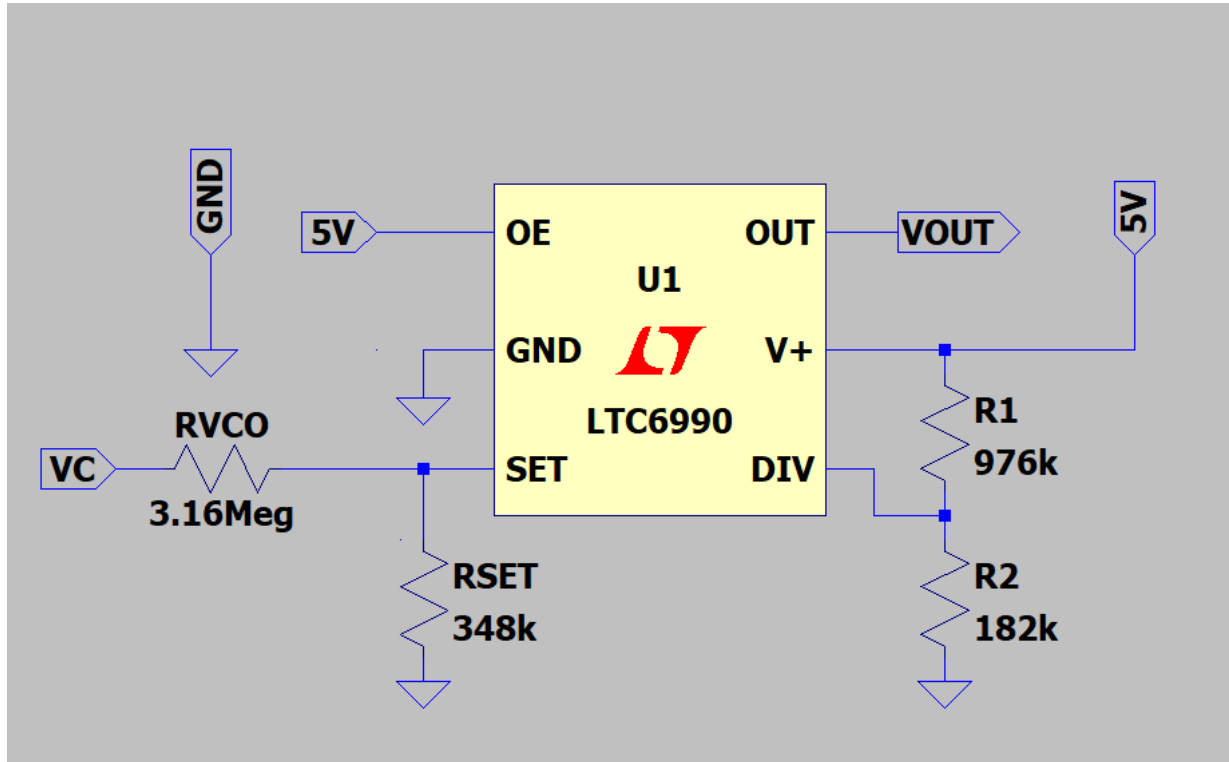 GND
5V
OE
OUT
VOUT
5V
U1
GND
V+
LTC6990
R1
976k
RVCO
VC
3.16Meg
SET
DIV
RSET
348k
R2
182k